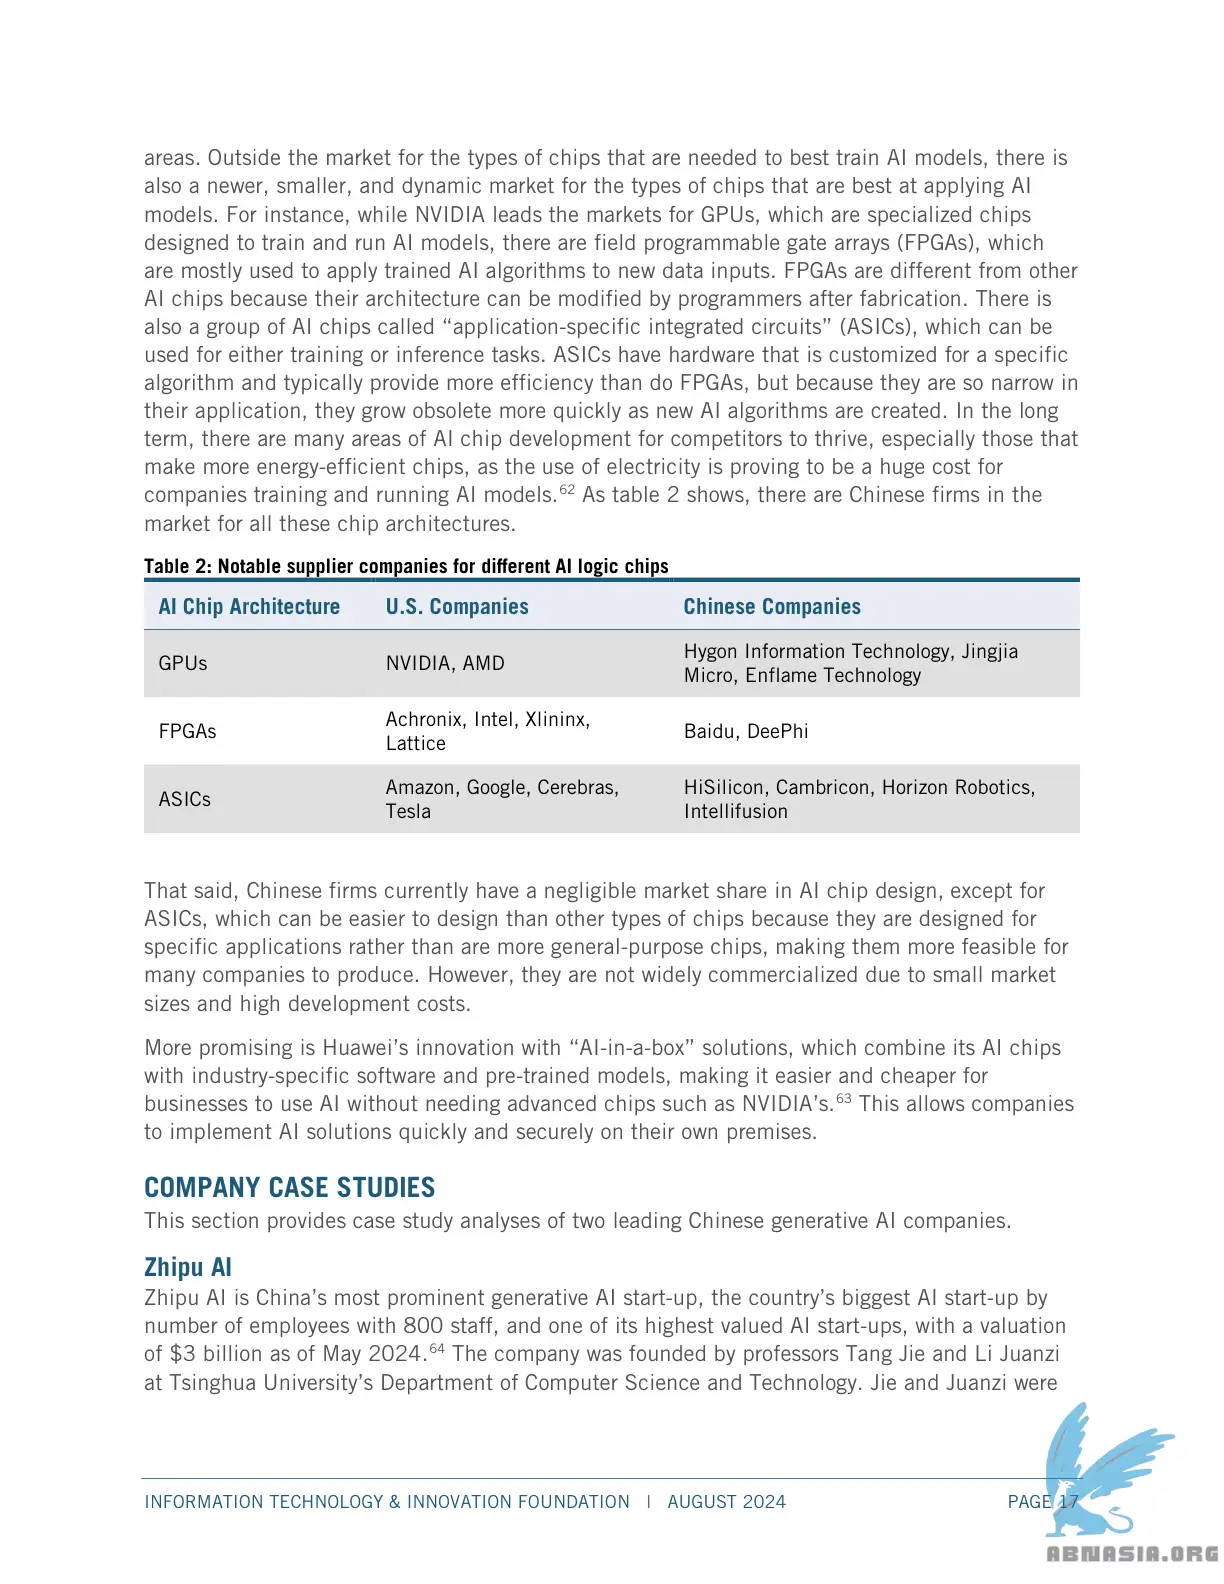 areas. Outside the market for the types of chips that are needed to best train AI models, there is
also a newer, smaller, and dynamic market for the types of chips that are best at applying AI
models. For instance, while NVIDIA leads the markets for GPUs, which are specialized chips
designed to train and run AI models, there are field programmable gate arrays (FPGAs), which
are mostly used to apply trained AI algorithms to new data inputs. FPGAs are different from other
AI chips because their architecture can be modified by programmers after fabrication. There is
also a group of AI chips called “application-specific integrated circuits” (ASICs), which can be
used for either training or inference tasks. ASICs have hardware that is customized for a specific
algorithm and typically provide more efficiency than do FPGAs, but because they are so narrow in
their application, they grow obsolete more quickly as new AI algorithms are created. In the long
term, there are many areas of AI chip development for competitors to thrive, especially those that
make more energy-efficient chips, as the use of electricity is proving to be a huge cost for
companies training and running AI models.62 As table 2 shows, there are Chinese firms in the
market for all these chip architectures.
Table 2: Notable supplier companies for different AI logic chips
AI Chip Architecture U.S. Companies Chinese Companies
GPUs NVIDIA, AMD Hygon Information Technology, Jingjia
Micro, Enflame Technology
FPGAs Achronix, Intel, Xlininx,
Lattice Baidu, DeePhi
ASICs Amazon, Google, Cerebras,
Tesla HiSilicon, Cambricon, Horizon Robotics,
Intellifusion
That said, Chinese firms currently have a negligible market share in AI chip design, except for
ASICs, which can be easier to design than other types of chips because they are designed for
specific applications rather than are more general-purpose chips, making them more feasible for
many companies to produce. However, they are not widely commercialized due to small market
sizes and high development costs.
More promising is Huawei’s innovation with “AI-in-a-box” solutions, which combine its AI chips
with industry-specific software and pre-trained models, making it easier and cheaper for
businesses to use AI without needing advanced chips such as NVIDIA’s.63 This allows companies
to implement AI solutions quickly and securely on their own premises.
COMPANY CASE STUDIES
This section provides case study analyses of two leading Chinese generative AI companies.
Zhipu AI
Zhipu AI is China’s most prominent generative AI start-up, the country’s biggest AI start-up by
number of employees with 800 staff, and one of its highest valued AI start-ups, with a valuation
of $3 billion as of May 2024.64 The company was founded by professors Tang Jie and Li Juanzi
at Tsinghua University’s Department of Computer Science and Technology. Jie and Juanzi were
INFORMATION TECHNOLOGY & INNOVATION FOUNDATION | AUGUST 2024 PAGE 17
ABNASIA.ORG